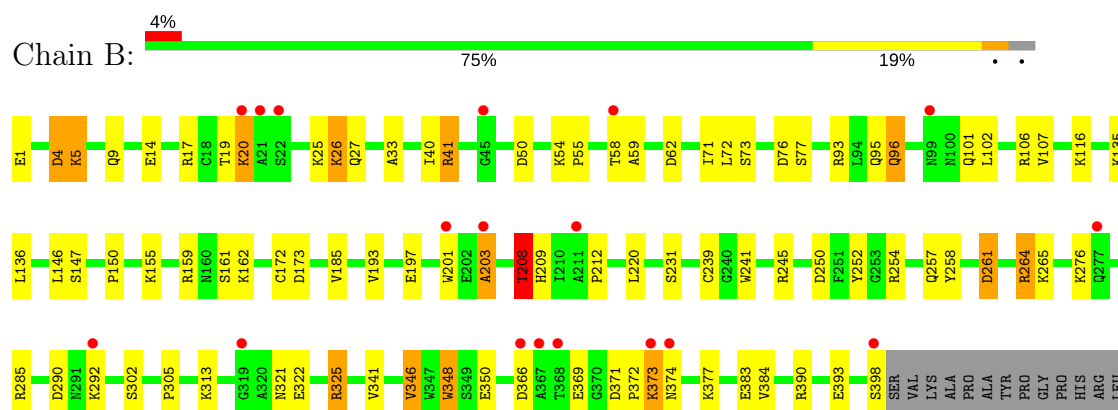 4%
Chain B:
75% 19% • •
E1 D4 K5 Q9 E14 R17 C18 T19 K20 A21 S22 K25 K26 Q27 A33 I40 R41 G45 D50 K54 P55 T58 A59 D62 I71 L72 S73 D76 S77 R93 L94 Q95 Q96 N99 N100 Q101 L102 R106 V107 K116 K135
L136 L146 S147 P150 K155 R159 N160 S161 K162 C172 D173 V185 V193 E197 W201 E202 A203 T208 H209 I210 A211 P212 L220 S231 C239 G240 W241 R245 D250 F251 Y252 G253 R254 Q257 Y258 D261 R264 K265 K276 Q277
R285 D290 N291 K292 S302 P305 K313 G319 A320 N321 E322 R325 V341 V346 W347 W348 S349 E350 D366 A367 T368 E369 G370 D371 P372 K373 N374 K377 E383 V384 R390 E393 S398 SER VAL LYS ALA PRO ALA TYR PRO GLY PRO HIS ARG